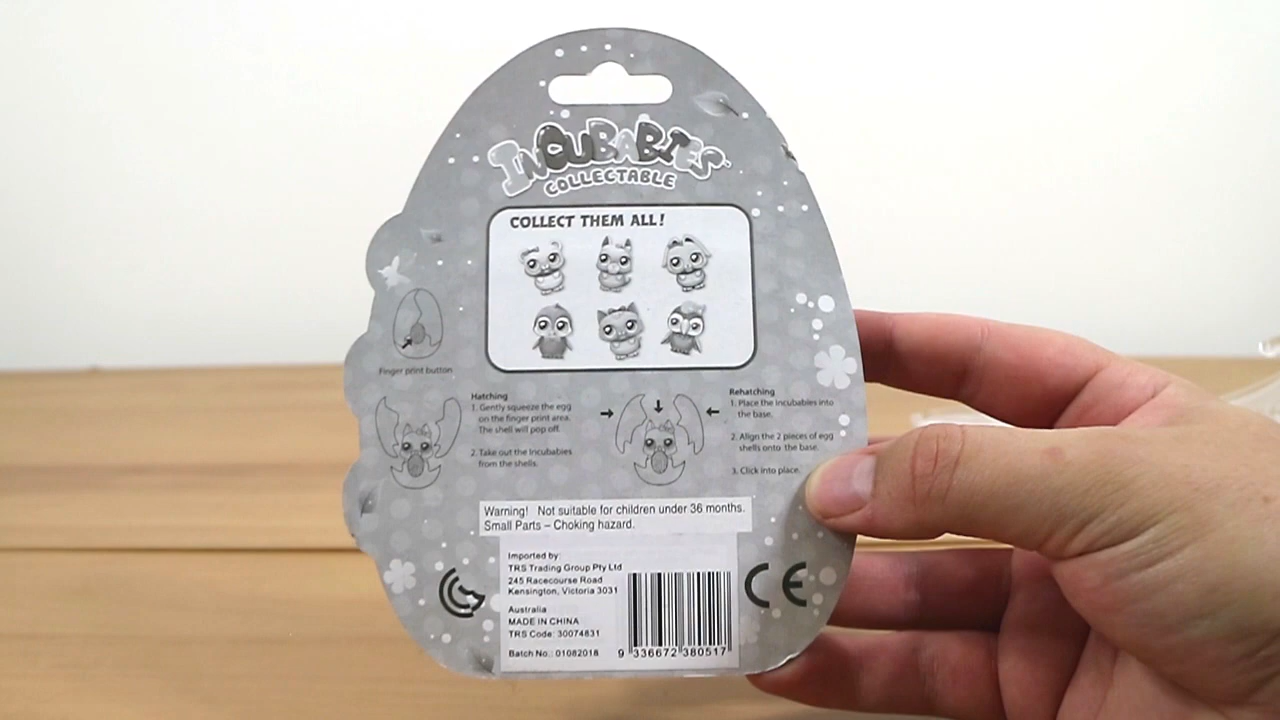 INCUBABIES
COLLECTABLE
COLLECT THEM ALL!
Finger print button
Hatching
1. Gently squeeze the egg
on the finger print area.
The shell will pop off.
2. Take out the Incubabies
from the shells.
Rehatching
1. Place the Incubabies into
the base.
2. Align the 2 pieces of egg
shells onto the base.
3. Click into place.
Warning! Not suitable for children under 36 months.
Small Parts – Choking hazard.
Imported by:
TRS Trading Group Pty Ltd
245 Racecourse Road
Kensington, Victoria 3031
Australia
MADE IN CHINA
TRS Code: 30074831
Batch No.: 01082018
9 336672 380517
CE